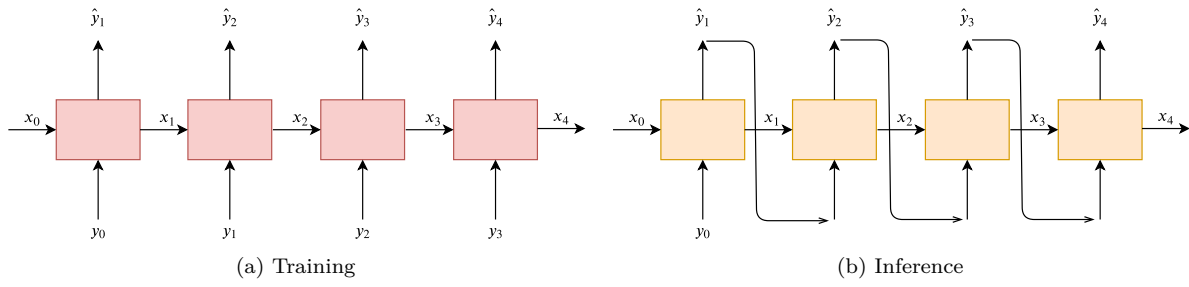 ŷ₁ ŷ₂ ŷ₃ ŷ₄ ŷ₁ ŷ₂ ŷ₃ ŷ₄
x₀ x₁ x₂ x₃ x₄ x₀ x₁ x₂ x₃ x₄
y₀ y₁ y₂ y₃ y₀
(a) Training (b) Inference